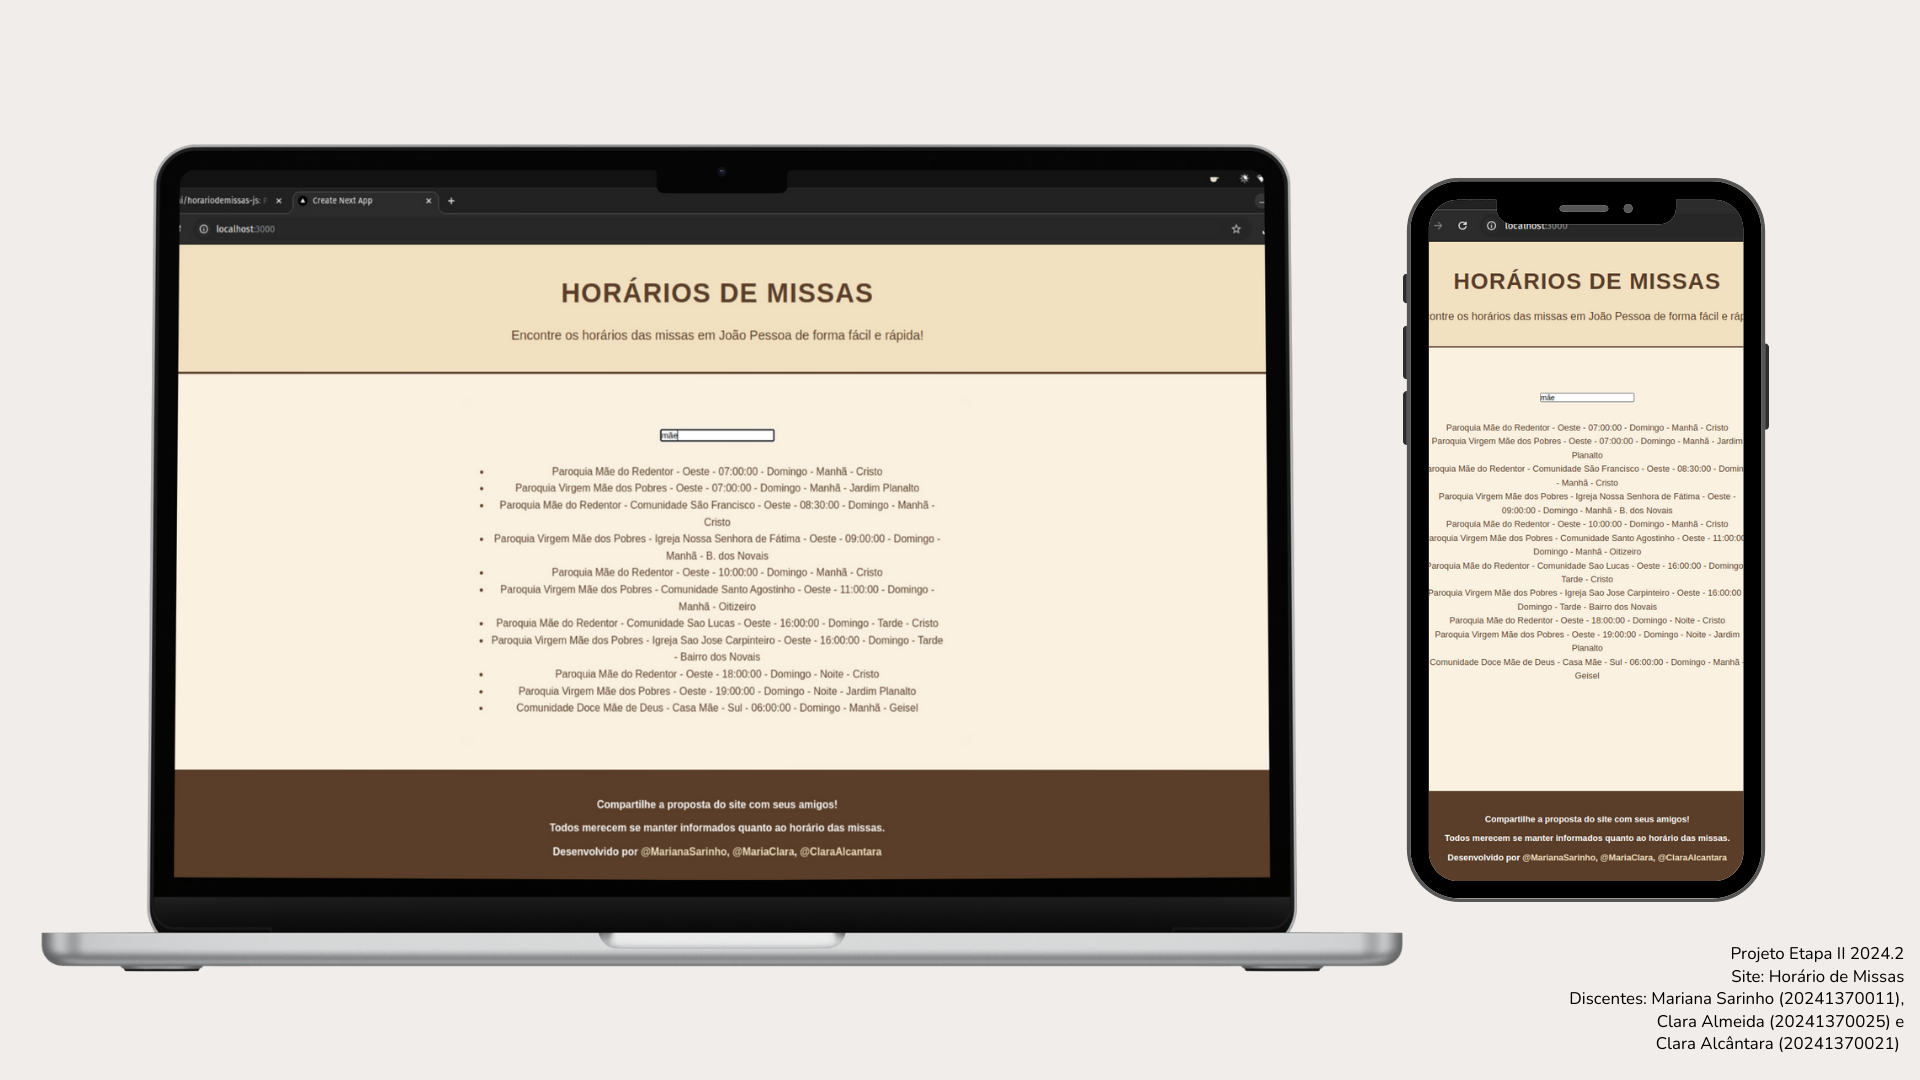 i/horariodemissas-js:
Create Next App
localhost:3000
HORÁRIOS DE MISSAS
Encontre os horários das missas em João Pessoa de forma fácil e rápida!
mãe
• Paroquia Mãe do Redentor - Oeste - 07:00:00 - Domingo - Manhã - Cristo
• Paroquia Virgem Mãe dos Pobres - Oeste - 07:00:00 - Domingo - Manhã - Jardim Planalto
• Paroquia Mãe do Redentor - Comunidade São Francisco - Oeste - 08:30:00 - Domingo - Manhã -
Cristo
• Paroquia Virgem Mãe dos Pobres - Igreja Nossa Senhora de Fátima - Oeste - 09:00:00 - Domingo -
Manhã - B. dos Novais
• Paroquia Mãe do Redentor - Oeste - 10:00:00 - Domingo - Manhã - Cristo
• Paroquia Virgem Mãe dos Pobres - Comunidade Santo Agostinho - Oeste - 11:00:00 - Domingo -
Manhã - Oitizeiro
• Paroquia Mãe do Redentor - Comunidade Sao Lucas - Oeste - 16:00:00 - Domingo - Tarde - Cristo
• Paroquia Virgem Mãe dos Pobres - Igreja Sao Jose Carpinteiro - Oeste - 16:00:00 - Domingo - Tarde
- Bairro dos Novais
• Paroquia Mãe do Redentor - Oeste - 18:00:00 - Domingo - Noite - Cristo
• Paroquia Virgem Mãe dos Pobres - Oeste - 19:00:00 - Domingo - Noite - Jardim Planalto
• Comunidade Doce Mãe de Deus - Casa Mãe - Sul - 06:00:00 - Domingo - Manhã - Geisel
Compartilhe a proposta do site com seus amigos!
Todos merecem se manter informados quanto ao horário das missas.
Desenvolvido por @MarianaSarinho, @MariaClara, @ClaraAlcantara
localhost:3000
HORÁRIOS DE MISSAS
ontre os horários das missas em João Pessoa de forma fácil e ráp
mãe
Paroquia Mãe do Redentor - Oeste - 07:00:00 - Domingo - Manhã - Cristo
Paroquia Virgem Mãe dos Pobres - Oeste - 07:00:00 - Domingo - Manhã - Jardim
Planalto
aroquia Mãe do Redentor - Comunidade São Francisco - Oeste - 08:30:00 - Domin
- Manhã - Cristo
Paroquia Virgem Mãe dos Pobres - Igreja Nossa Senhora de Fátima - Oeste -
09:00:00 - Domingo - Manhã - B. dos Novais
Paroquia Mãe do Redentor - Oeste - 10:00:00 - Domingo - Manhã - Cristo
aroquia Virgem Mãe dos Pobres - Comunidade Santo Agostinho - Oeste - 11:00:00
Domingo - Manhã - Oitizeiro
Paroquia Mãe do Redentor - Comunidade Sao Lucas - Oeste - 16:00:00 - Domingo
Tarde - Cristo
Paroquia Virgem Mãe dos Pobres - Igreja Sao Jose Carpinteiro - Oeste - 16:00:00
Domingo - Tarde - Bairro dos Novais
Paroquia Mãe do Redentor - Oeste - 18:00:00 - Domingo - Noite - Cristo
Paroquia Virgem Mãe dos Pobres - Oeste - 19:00:00 - Domingo - Noite - Jardim
Planalto
Comunidade Doce Mãe de Deus - Casa Mãe - Sul - 06:00:00 - Domingo - Manhã -
Geisel
Compartilhe a proposta do site com seus amigos!
Todos merecem se manter informados quanto ao horário das missas.
Desenvolvido por @MarianaSarinho, @MariaClara, @ClaraAlcantara
Projeto Etapa II 2024.2
Site: Horário de Missas
Discentes: Mariana Sarinho (20241370011),
Clara Almeida (20241370025) e
Clara Alcântara (20241370021)